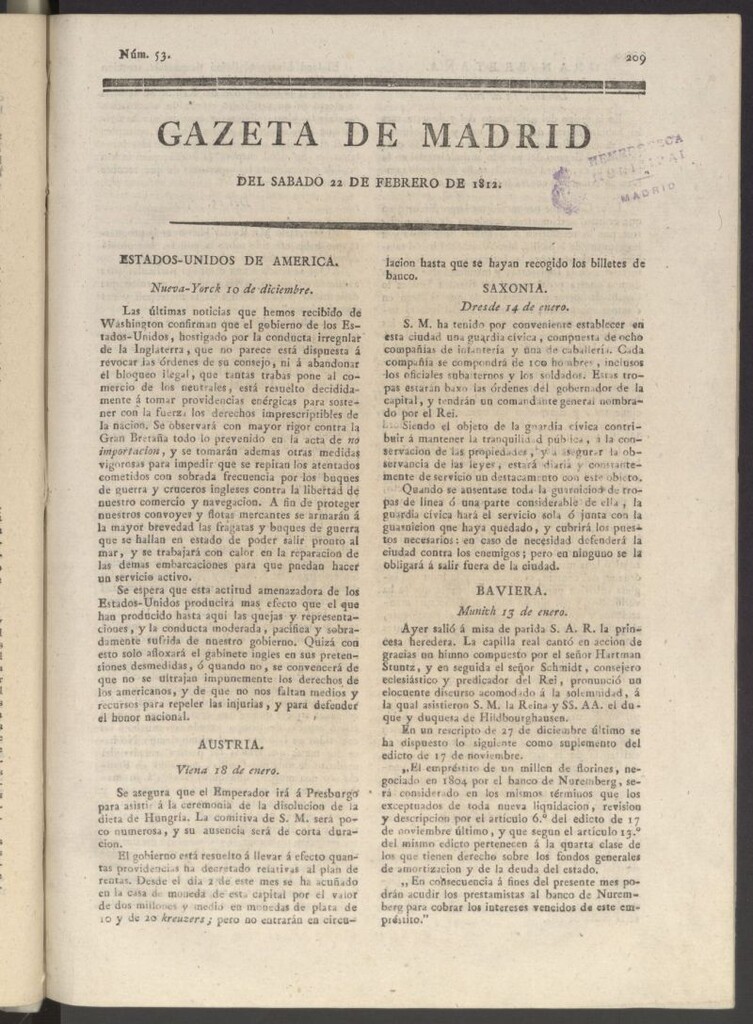 Núm. 53.
209
GAZETA DE MADRID
HEMEROTECA
MUNICIPAL
MADRID
DEL SABADO 22 DE FEBRERO DE 1812.
ESTADOS-UNIDOS DE AMERICA.
Nueva-Yorck 10 de diciembre.
Las últimas noticias que hemos recibido de
Washington confirman que el gobierno de los Es-
tados-Unidos, hostigado por la conducta irregular
de la Inglaterra, que no parece está dispuesta á
revocar las órdenes de su consejo, ni á abandonar
el bloqueo ilegal, que tantas trabas pone al co-
mercio de los neutrales, está resuelto decidida-
mente á tomar providencias enérgicas para soste-
ner con la fuerza los derechos imprescriptibles de
la nacion. Se observará con mayor rigor contra la
Gran Bretaña todo lo prevenido en la acta de no
importacion, y se tomarán ademas otras medidas
vigorosas para impedir que se repitan los atentados
cometidos con sobrada frecuencia por los buques
de guerra y cruceros ingleses contra la libertad de
nuestro comercio y navegacion. A fin de proteger
nuestros convoyes y flotas mercantes se armarán á
la mayor brevedad las fragatas y buques de guerra
que se hallan en estado de poder salir pronto al
mar, y se trabajará con calor en la reparacion de
las demas embarcaciones para que puedan hacer
un servicio activo.
Se espera que esta actitud amenazadora de los
Estados-Unidos producirá mas efecto que el que
han producido hasta aquí las quejas y representa-
ciones, y la conducta moderada, pacífica y sobra-
damente sufrida de nuestro gobierno. Quizá con
esto solo afloxará el gabinete ingles en sus preten-
siones desmedidas, ó quando no, se convencerá de
que no se ultrajan impunemente los derechos de
los americanos, y de que no nos faltan medios y
recursos para repeler las injurias, y para defender
el honor nacional.
AUSTRIA.
Viena 18 de enero.
Se asegura que el Emperador irá á Presburgo
para asistir á la ceremonia de la disolucion de la
dieta de Hungría. La comitiva de S. M. será po-
co numerosa, y su ausencia será de corta dura-
cion.
El gobierno está resuelto á llevar á efecto quan-
tas providencias ha decretado relativas al plan de
rentas. Desde el dia 2 de este mes se ha acuñado
en la casa de moneda de esta capital por el valor
de dos millones y medio en monedas de plata de
10 y de 20 kreuzers; pero no entrarán en circu-
lacion hasta que se hayan recogido los billetes de
banco.
SAXONIA.
Dresde 14 de enero.
S. M. ha tenido por conveniente establecer en
esta ciudad una guardia cívica, compuesta de ocho
compañías de infantería y una de caballería. Cada
compañía se compondrá de 100 hombres, inclusos
los oficiales subalternos y los soldados. Estas tro-
pas estarán baxo las órdenes del gobernador de la
capital, y tendrán un comandante general nombra-
do por el Rei.
Siendo el objeto de la guardia cívica contri-
buir á mantener la tranquilidad pública, á la con-
servacion de las propiedades, y á asegurar la ob-
servancia de las leyes, estará diaria y constante-
mente de servicio un destacamento con este objeto.
Quando se ausentase toda la guarnicion de tro-
pas de línea ó una parte considerable de ella, la
guardia cívica hará el servicio sola ó junta con la
guarnicion que haya quedado, y cubrirá los pues-
tos necesarios: en caso de necesidad defenderá la
ciudad contra los enemigos; pero en ninguno se la
obligará á salir fuera de la ciudad.
BAVIERA.
Munich 13 de enero.
Ayer salió á misa de parida S. A. R. la prin-
cesa heredera. La capilla real cantó en accion de
gracias un himno compuesto por el señor Hartman
Stuntz, y en seguida el señor Schmidt, consejero
eclesiástico y predicador del Rei, pronunció un
elocuente discurso acomodado á la solemnidad, á
la qual asistieron S. M. la Reina y SS. AA. el du-
que y duquesa de Hildbourghausen.
En un rescripto de 27 de diciembre último se
ha dispuesto lo siguiente como suplemento del
edicto de 17 de noviembre.
„El empréstito de un millon de florines, ne-
gociado en 1804 por el banco de Nuremberg, se-
rá considerado en los mismos términos que los
exceptuados de toda nueva liquidacion, revision
y descripcion por el artículo 6.º del edicto de 17
de noviembre último, y que segun el artículo 13.º
del mismo edicto pertenecen á la quarta clase de
los que tienen derecho sobre los fondos generales
de amortizacion y de la deuda del estado.
„En consecuencia á fines del presente mes po-
drán acudir los prestamistas al banco de Nurem-
berg para cobrar los intereses vencidos de este em-
préstito."